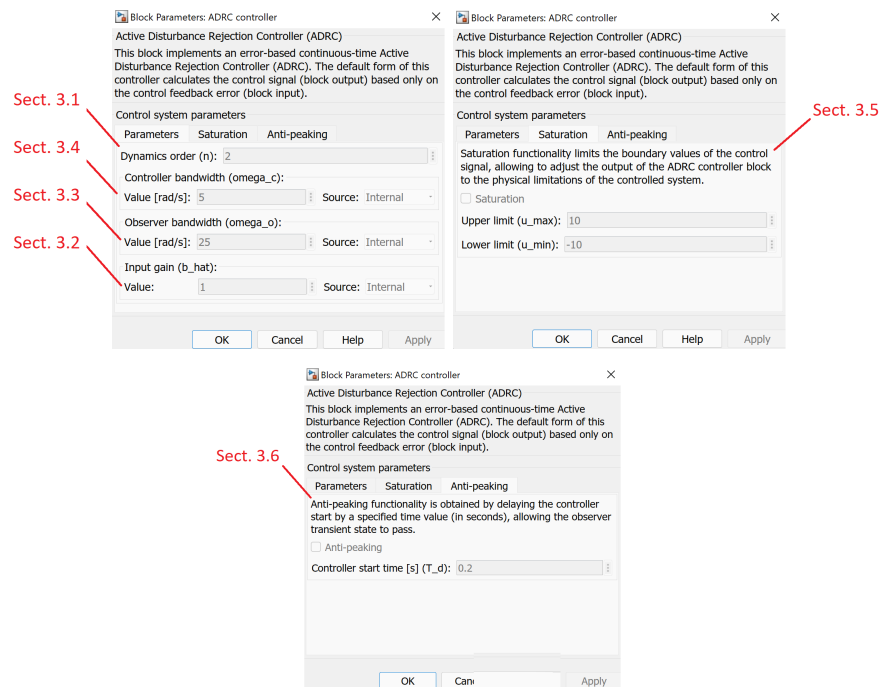 Block Parameters: ADRC controller
Active Disturbance Rejection Controller (ADRC)
This block implements an error-based continuous-time Active
Disturbance Rejection Controller (ADRC). The default form of this
controller calculates the control signal (block output) based only on
the control feedback error (block input).
Control system parameters
Parameters Saturation Anti-peaking
Sect. 3.1
Dynamics order (n): 2
Sect. 3.4
Controller bandwidth (omega_c):
Value [rad/s]: 5 Source: Internal
Sect. 3.3
Observer bandwidth (omega_o):
Value [rad/s]: 25 Source: Internal
Sect. 3.2
Input gain (b_hat):
Value: 1 Source: Internal
OK Cancel Help Apply
Block Parameters: ADRC controller
Active Disturbance Rejection Controller (ADRC)
This block implements an error-based continuous-time Active
Disturbance Rejection Controller (ADRC). The default form of this
controller calculates the control signal (block output) based only on
the control feedback error (block input).
Control system parameters
Sect. 3.5
Parameters Saturation Anti-peaking
Saturation functionality limits the boundary values of the control
signal, allowing to adjust the output of the ADRC controller block
to the physical limitations of the controlled system.
Saturation
Upper limit (u_max): 10
Lower limit (u_min): -10
OK Cancel Help Apply
Block Parameters: ADRC controller
Active Disturbance Rejection Controller (ADRC)
This block implements an error-based continuous-time Active
Disturbance Rejection Controller (ADRC). The default form of this
controller calculates the control signal (block output) based only on
the control feedback error (block input).
Sect. 3.6
Control system parameters
Parameters Saturation Anti-peaking
Anti-peaking functionality is obtained by delaying the controller
start by a specified time value (in seconds), allowing the observer
transient state to pass.
Anti-peaking
Controller start time [s] (T_d): 0.2
OK Can Apply